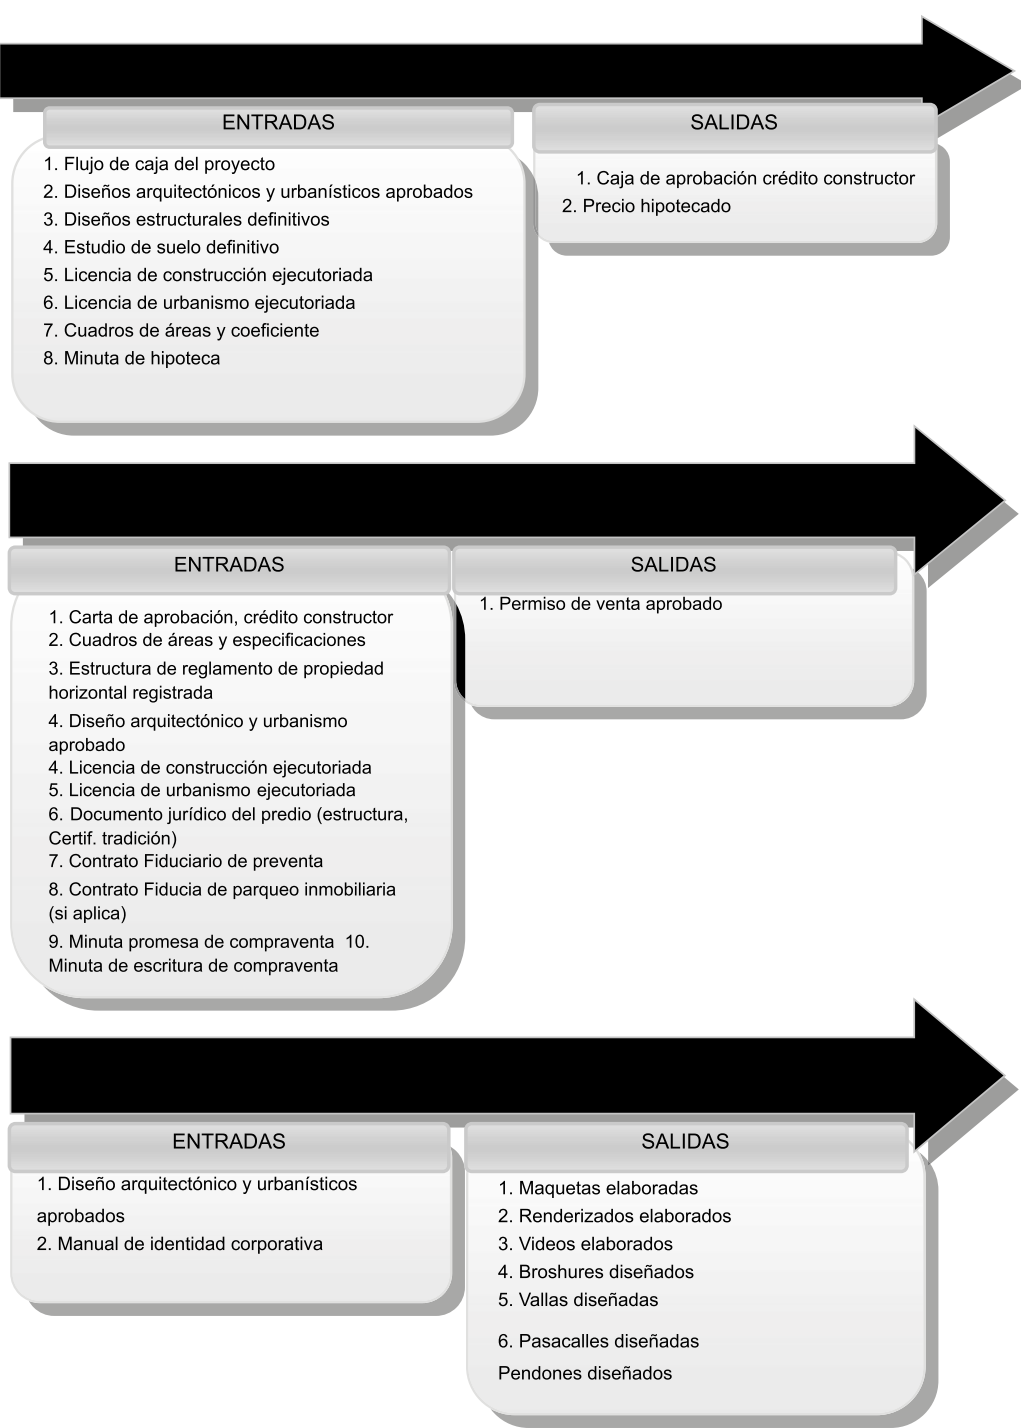 ENTRADAS
1. Flujo de caja del proyecto
2. Diseños arquitectónicos y urbanísticos aprobados
3. Diseños estructurales definitivos
4. Estudio de suelo definitivo
5. Licencia de construcción ejecutoriada
6. Licencia de urbanismo ejecutoriada
7. Cuadros de áreas y coeficiente
8. Minuta de hipoteca
SALIDAS
1. Caja de aprobación crédito constructor
2. Precio hipotecado
ENTRADAS
1. Carta de aprobación, crédito constructor
2. Cuadros de áreas y especificaciones
3. Estructura de reglamento de propiedad
horizontal registrada
4. Diseño arquitectónico y urbanismo
aprobado
4. Licencia de construcción ejecutoriada
5. Licencia de urbanismo ejecutoriada
6. Documento jurídico del predio (estructura,
Certif. tradición)
7. Contrato Fiduciario de preventa
8. Contrato Fiducia de parqueo inmobiliaria
(si aplica)
9. Minuta promesa de compraventa 10.
Minuta de escritura de compraventa
SALIDAS
1. Permiso de venta aprobado
ENTRADAS
1. Diseño arquitectónico y urbanísticos
aprobados
2. Manual de identidad corporativa
SALIDAS
1. Maquetas elaboradas
2. Renderizados elaborados
3. Videos elaborados
4. Broshures diseñados
5. Vallas diseñadas
6. Pasacalles diseñadas
Pendones diseñados